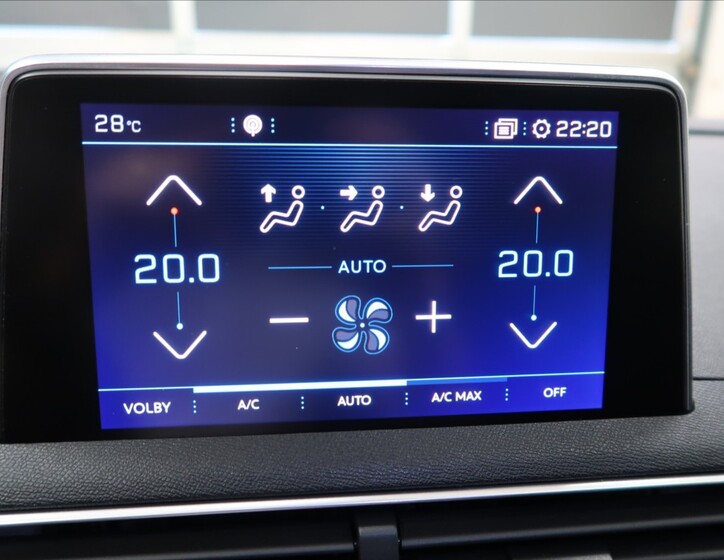 28°C 22:20
20.0 20.0
AUTO
VOLBY A/C AUTO A/C MAX OFF